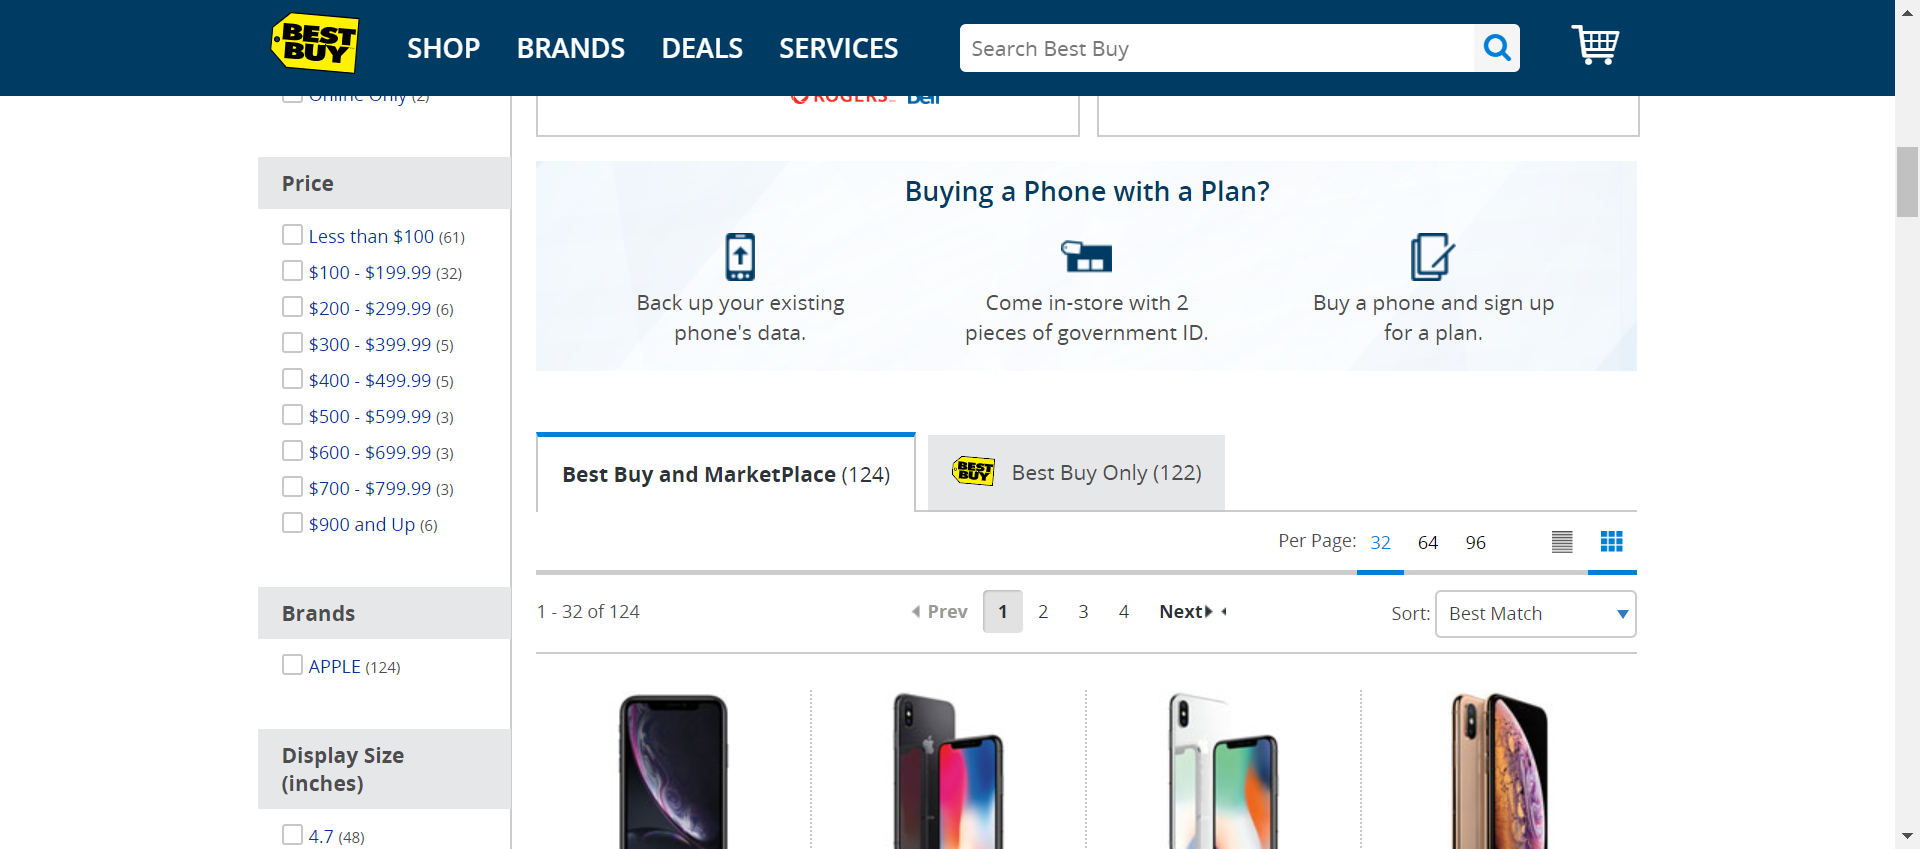 BEST BUY
SHOP BRANDS DEALS SERVICES
Search Best Buy
Online Only (2)
ROGERS Bell
Price
Less than $100 (61)
$100 - $199.99 (32)
$200 - $299.99 (6)
$300 - $399.99 (5)
$400 - $499.99 (5)
$500 - $599.99 (3)
$600 - $699.99 (3)
$700 - $799.99 (3)
$900 and Up (6)
Brands
APPLE (124)
Display Size
(inches)
4.7 (48)
Buying a Phone with a Plan?
Back up your existing
phone's data.
Come in-store with 2
pieces of government ID.
Buy a phone and sign up
for a plan.
Best Buy and MarketPlace (124)
BEST BUY Best Buy Only (122)
Per Page: 32 64 96
1 - 32 of 124
Prev 1 2 3 4 Next
Sort: Best Match